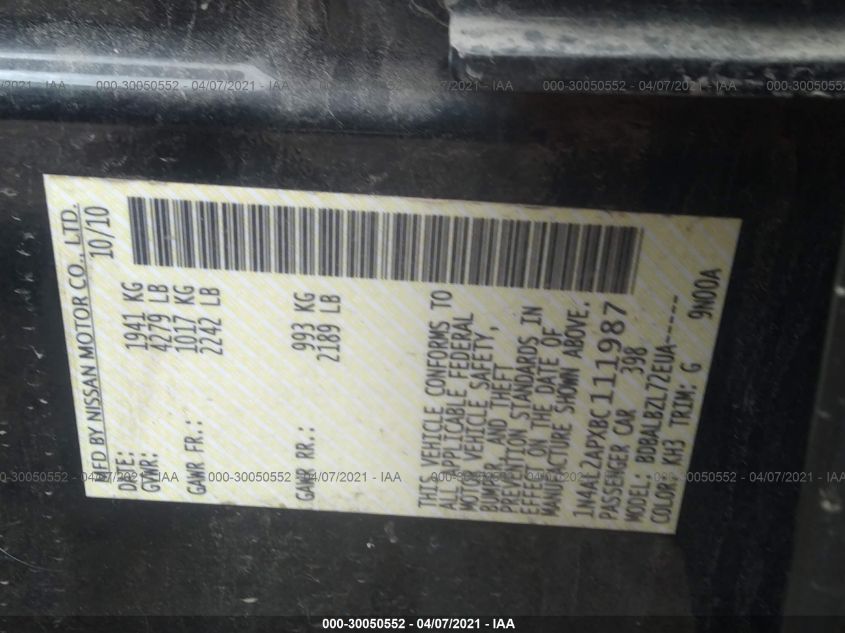 MFD BY NISSAN MOTOR CO., LTD.
DATE: 10/10
GVWR: 1941 KG
4279 LB
GAWR FR.: 1017 KG
2242 LB
GAWR RR.: 993 KG
2189 LB
THIS VEHICLE CONFORMS TO
ALL APPLICABLE FEDERAL
MOTOR VEHICLE SAFETY,
BUMPER, AND THEFT
PREVENTION STANDARDS IN
EFFECT ON THE DATE OF
MANUFACTURE SHOWN ABOVE.
1N4AL2APXBC111987
PASSENGER CAR 398
MODEL: BDBALBZL72EUA-----
COLOR: KH3 TRIM: G 9N00A
000-30050552 - 04/07/2021 - IAA